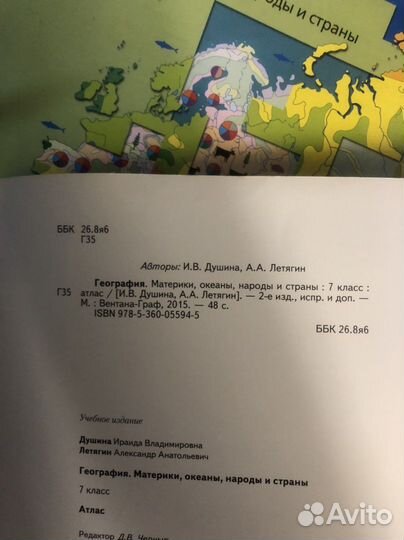 роды и страны
ББК 26.8я6
Г35
Авторы: И.В. Душина, А.А. Летягин
География. Материки, океаны, народы и страны : 7 класс :
Г35 атлас / [И.В. Душина, А.А. Летягин]. — 2-е изд., испр. и доп. —
М. : Вентана-Граф, 2015. — 48 с.
ISBN 978-5-360-05594-5
ББК 26.8я6
Учебное издание
Душина Ираида Владимировна
Летягин Александр Анатольевич
География. Материки, океаны, народы и страны
7 класс
Атлас
Редактор Д.В.
Avito